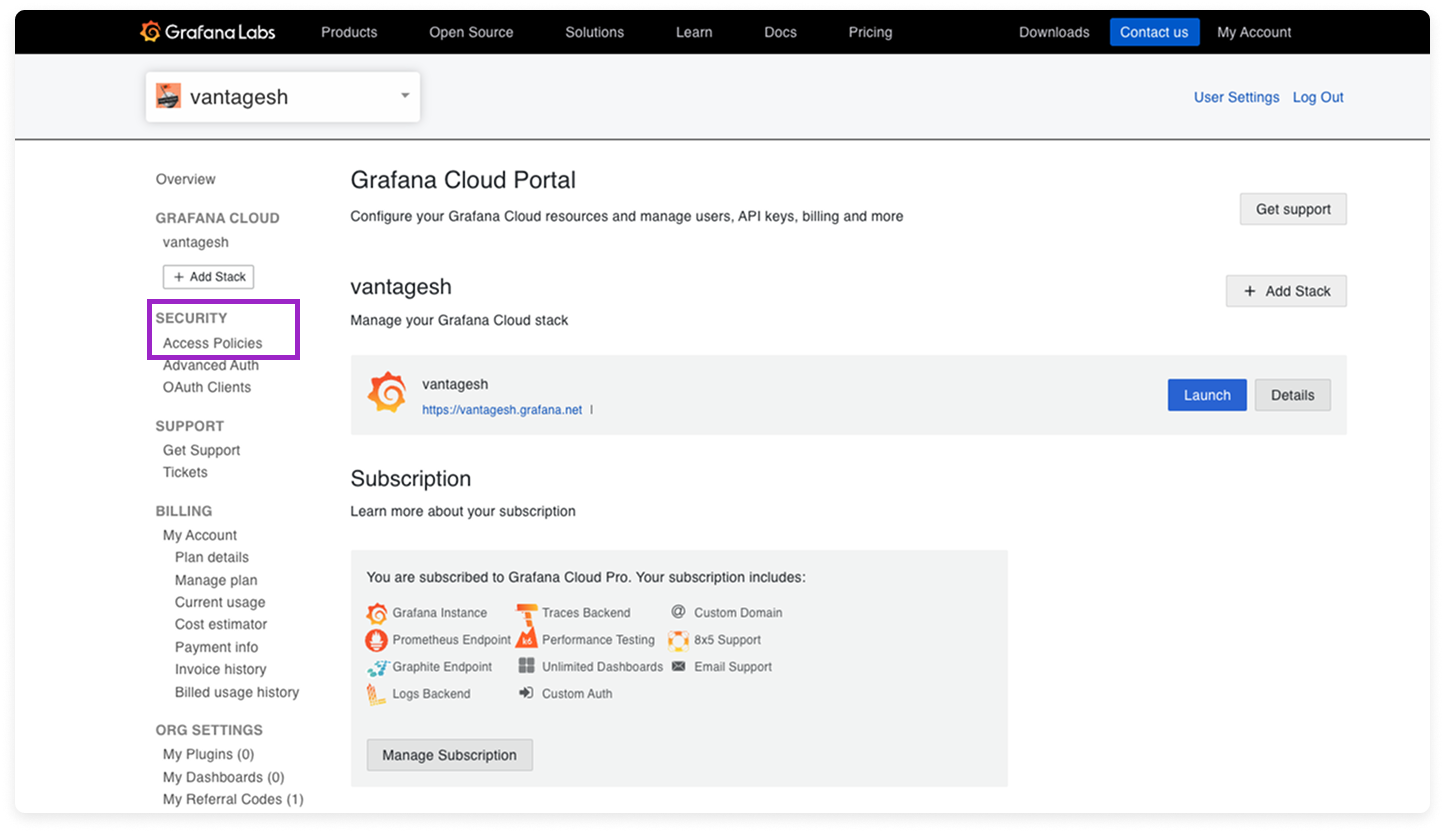 Grafana Labs Products Open Source Solutions Learn Docs Pricing Downloads Contact us My Account
vantagesh
User Settings Log Out
Overview
GRAFANA CLOUD
vantagesh
+ Add Stack
SECURITY
Access Policies
Advanced Auth
OAuth Clients
SUPPORT
Get Support
Tickets
BILLING
My Account
Plan details
Manage plan
Current usage
Cost estimator
Payment info
Invoice history
Billed usage history
ORG SETTINGS
My Plugins (0)
My Dashboards (0)
My Referral Codes (1)
Grafana Cloud Portal
Configure your Grafana Cloud resources and manage users, API keys, billing and more
Get support
vantagesh
+ Add Stack
Manage your Grafana Cloud stack
vantagesh
https://vantagesh.grafana.net |
Launch Details
Subscription
Learn more about your subscription
You are subscribed to Grafana Cloud Pro. Your subscription includes:
Grafana Instance Traces Backend @ Custom Domain
Prometheus Endpoint k6 Performance Testing 8x5 Support
Graphite Endpoint Unlimited Dashboards Email Support
Logs Backend Custom Auth
Manage Subscription